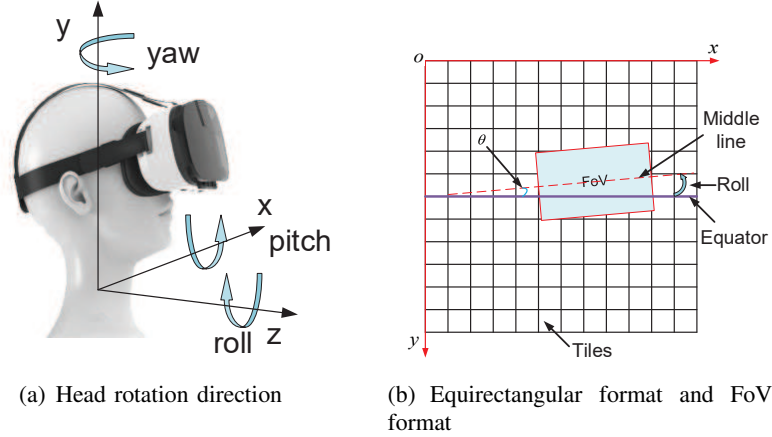 y
yaw
x
pitch
z
roll
(a) Head rotation direction
o
x
θ
Middle
line
FoV
Roll
Equator
y
Tiles
(b) Equirectangular format and FoV
format